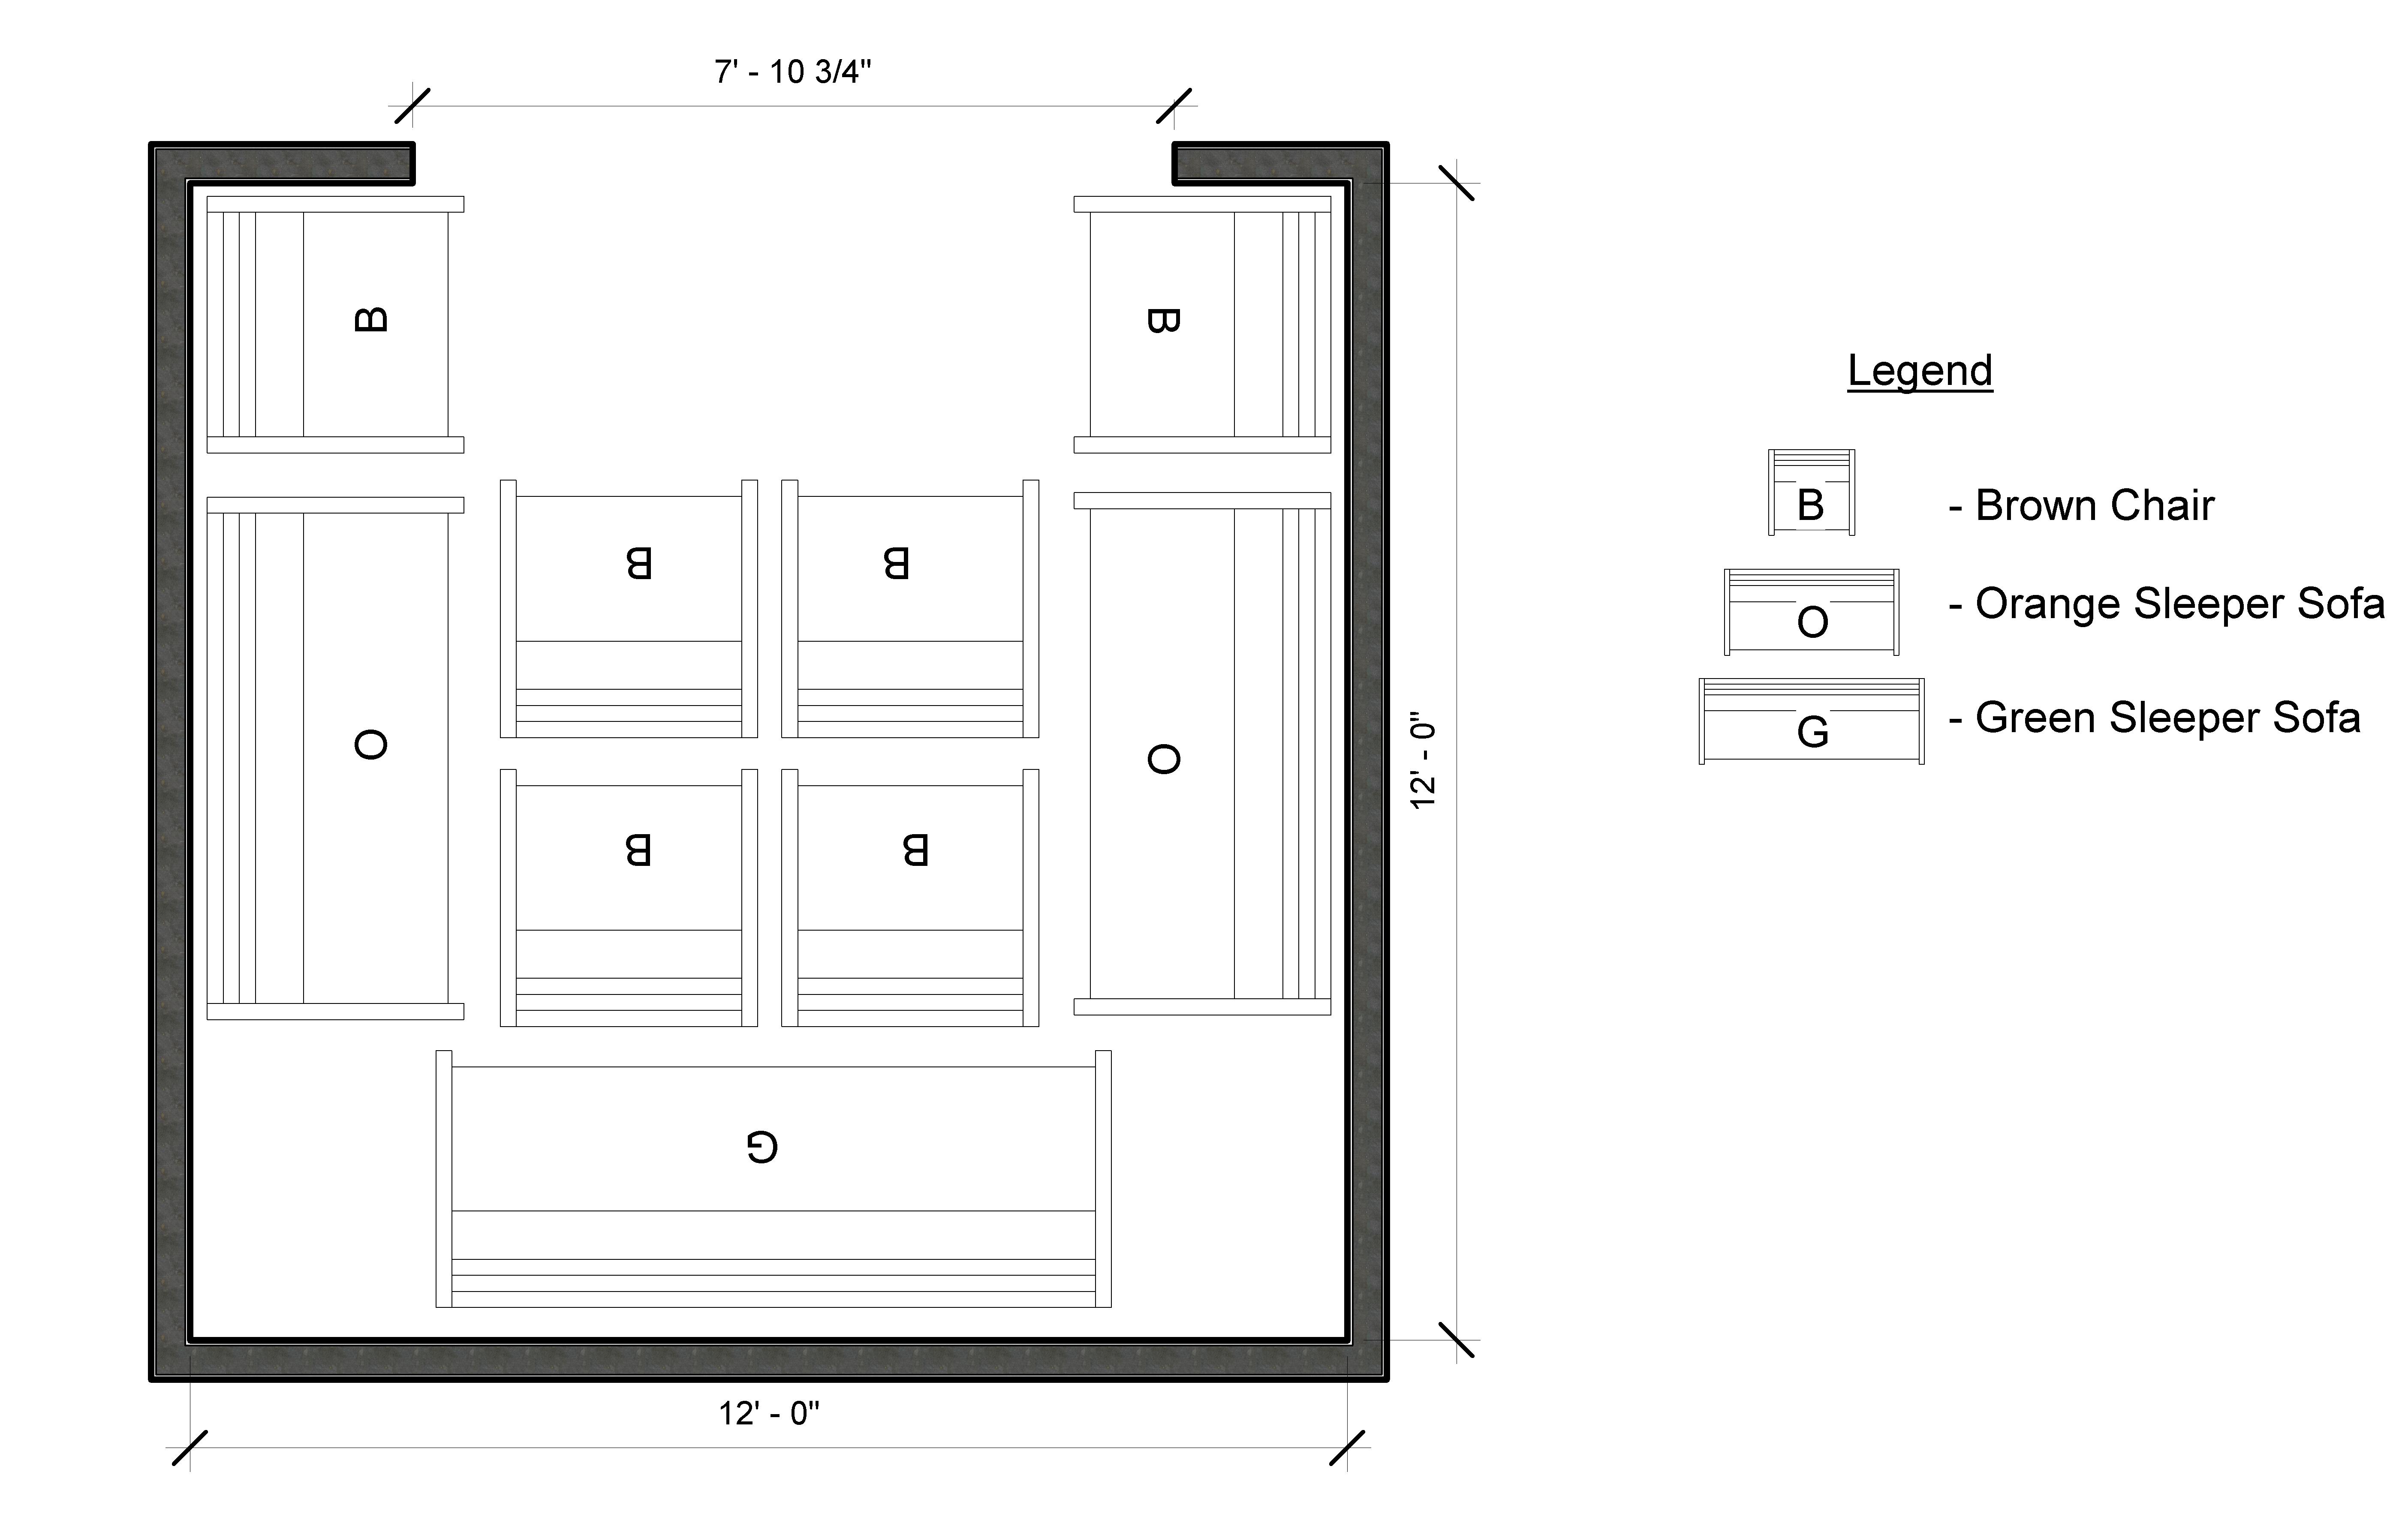 7' - 10 3/4"
B
B
Legend
B
- Brown Chair
B
B
O
- Orange Sleeper Sofa
G
- Green Sleeper Sofa
O
O
12' - 0"
B
B
G
12' - 0"